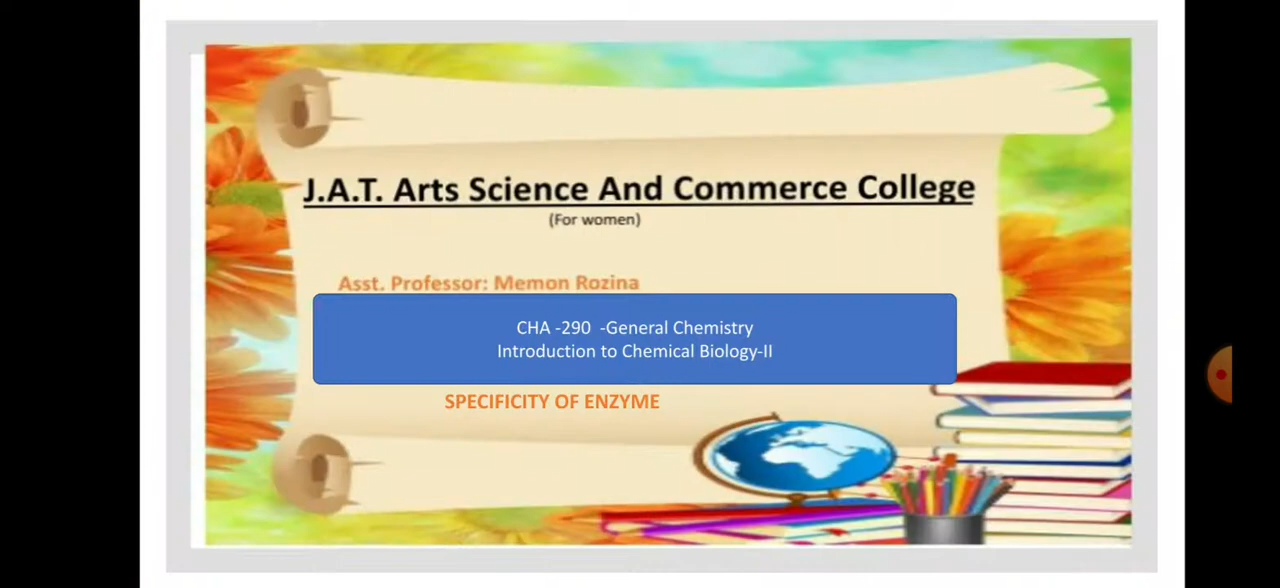 J.A.T. Arts Science And Commerce College
(For women)
Asst. Professor: Memon Rozina
CHA -290 -General Chemistry
Introduction to Chemical Biology-II
SPECIFICITY OF ENZYME